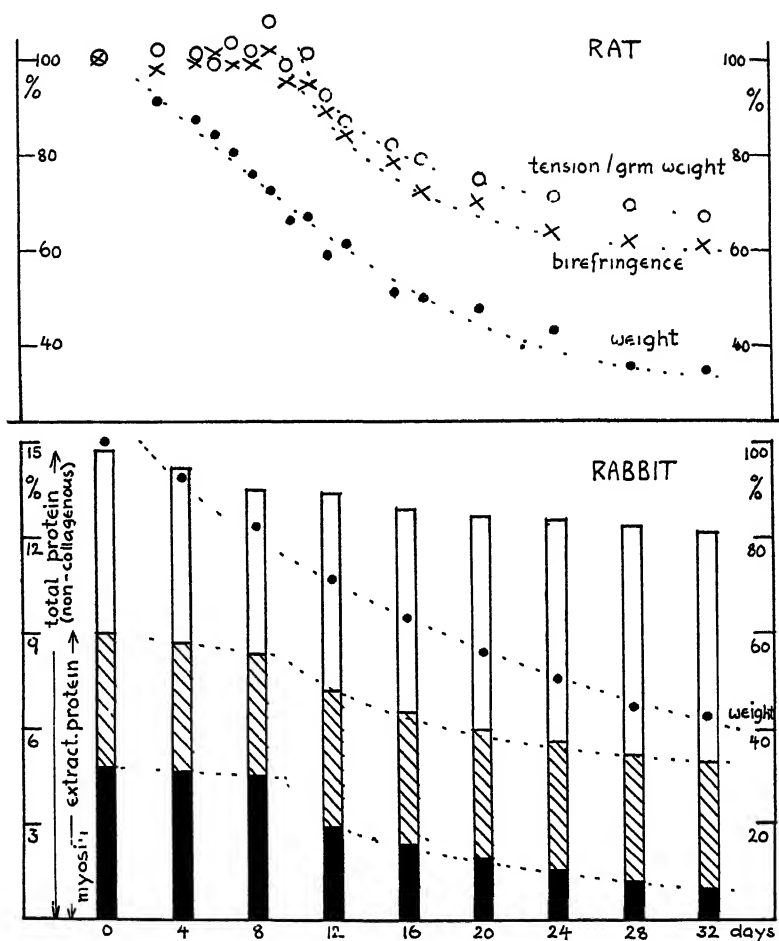 RAT
100
%
80
60
40
100
%
80
60
40
tension/grm weight
birefringence
weight
RABBIT
15
%
12
9
6
3
total protein
(non-collagenous)
extract. protein
myosin
100
%
80
60
weight
40
20
0 4 8 12 16 20 24 28 32 days